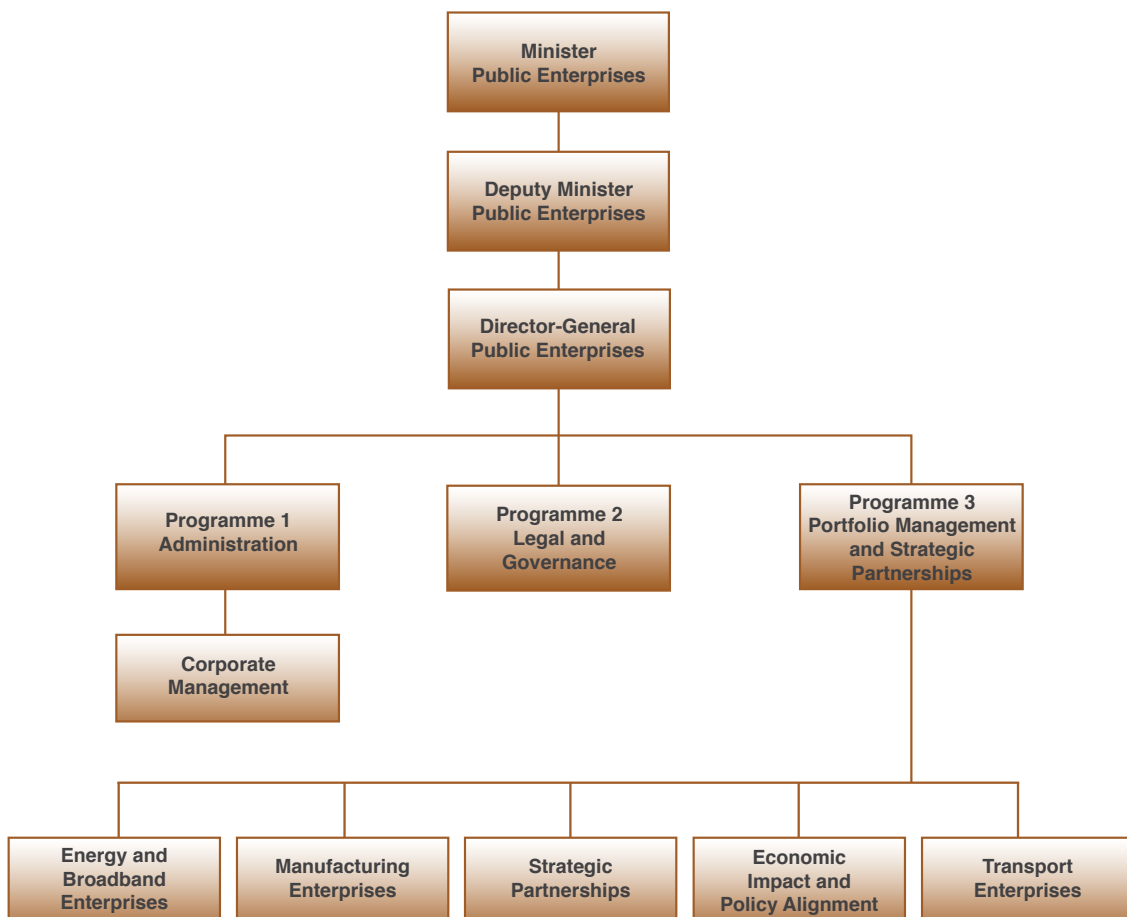 Minister
Public Enterprises
Deputy Minister
Public Enterprises
Director-General
Public Enterprises
Programme 1
Administration
Programme 2
Legal and
Governance
Programme 3
Portfolio Management
and Strategic
Partnerships
Corporate
Management
Energy and
Broadband
Enterprises
Manufacturing
Enterprises
Strategic
Partnerships
Economic
Impact and
Policy Alignment
Transport
Enterprises